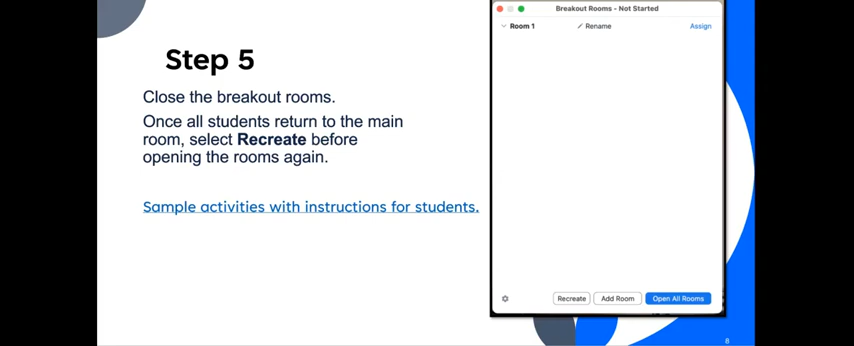 Step 5
Close the breakout rooms.
Once all students return to the main
room, select Recreate before
opening the rooms again.
Sample activities with instructions for students.
Breakout Rooms - Not Started
Room 1 Rename Assign
Recreate Add Room Open All Rooms
8